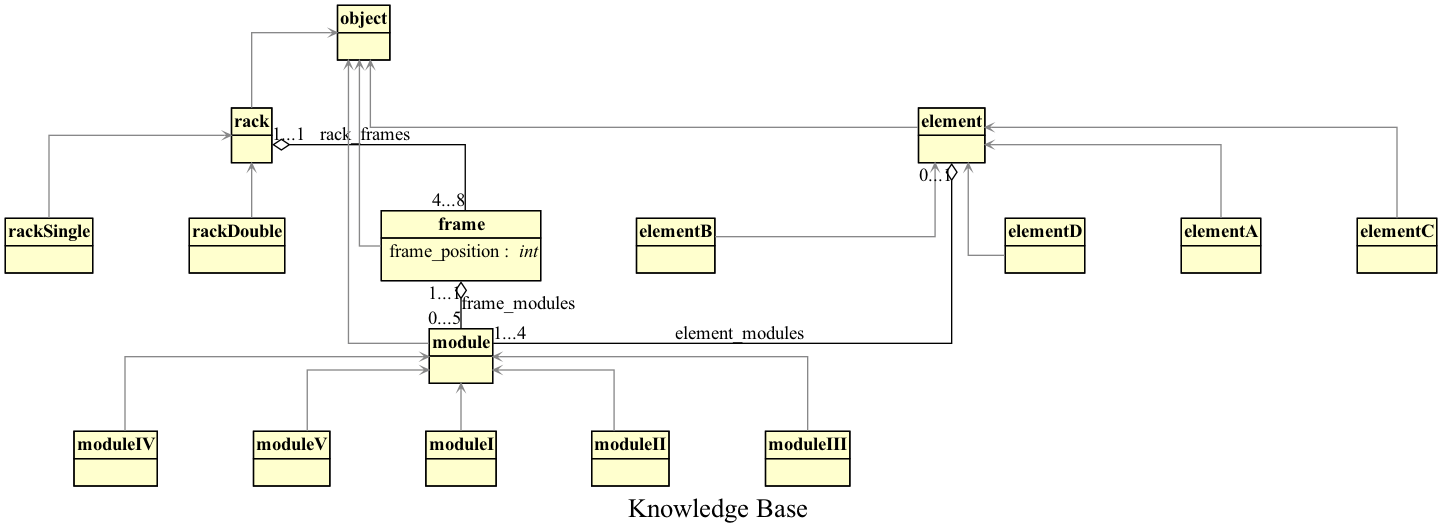 object
rack
element
1...1 rack_frames
0...1
4...8
rackSingle
rackDouble
frame
frame_position : int
elementB
elementD
elementA
elementC
1...1
frame_modules
0...5
module
1...4
element_modules
moduleIV
moduleV
moduleI
moduleII
moduleIII
Knowledge Base